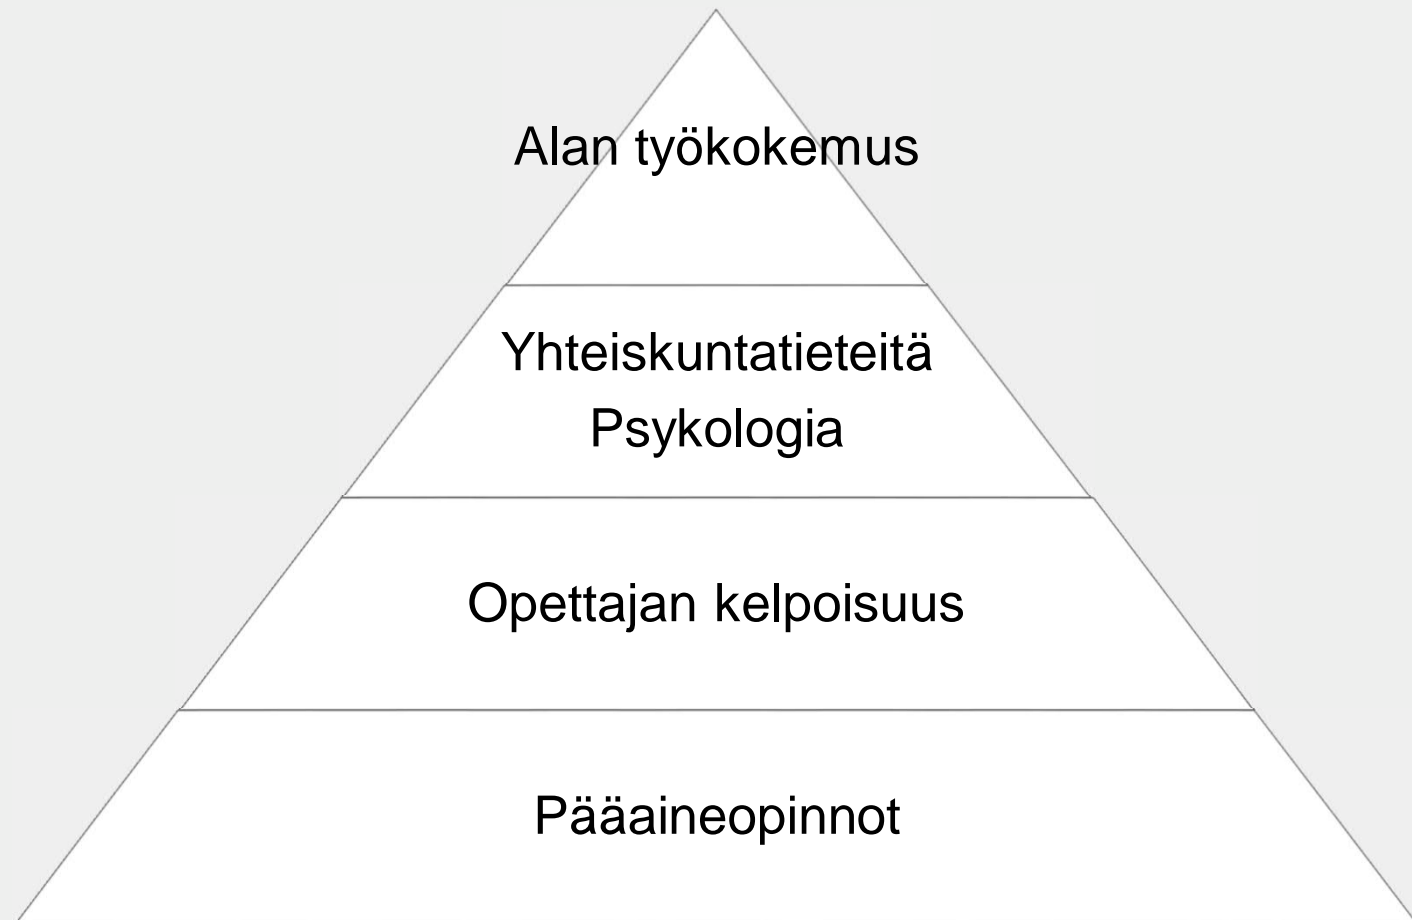 Alan työkokemus
Yhteiskuntatieteitä
Psykologia
Opettajan kelpoisuus
Pääaineopinnot